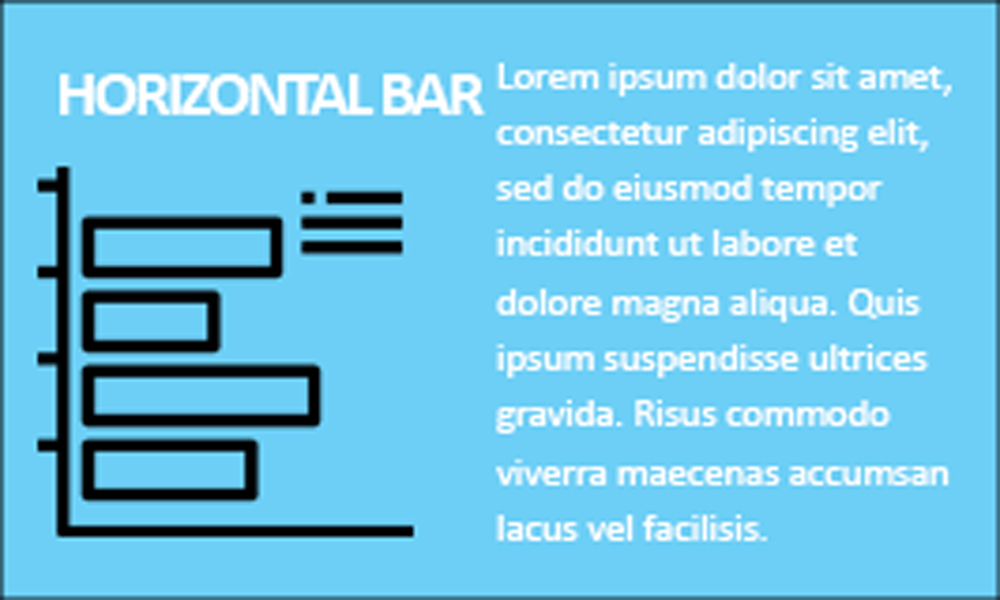 HORIZONTAL BAR
Lorem ipsum dolor sit amet,
consectetur adipiscing elit,
sed do eiusmod tempor
incididunt ut labore et
dolore magna aliqua. Quis
ipsum suspendisse ultrices
gravida. Risus commodo
viverra maecenas accumsan
lacus vel facilisis.